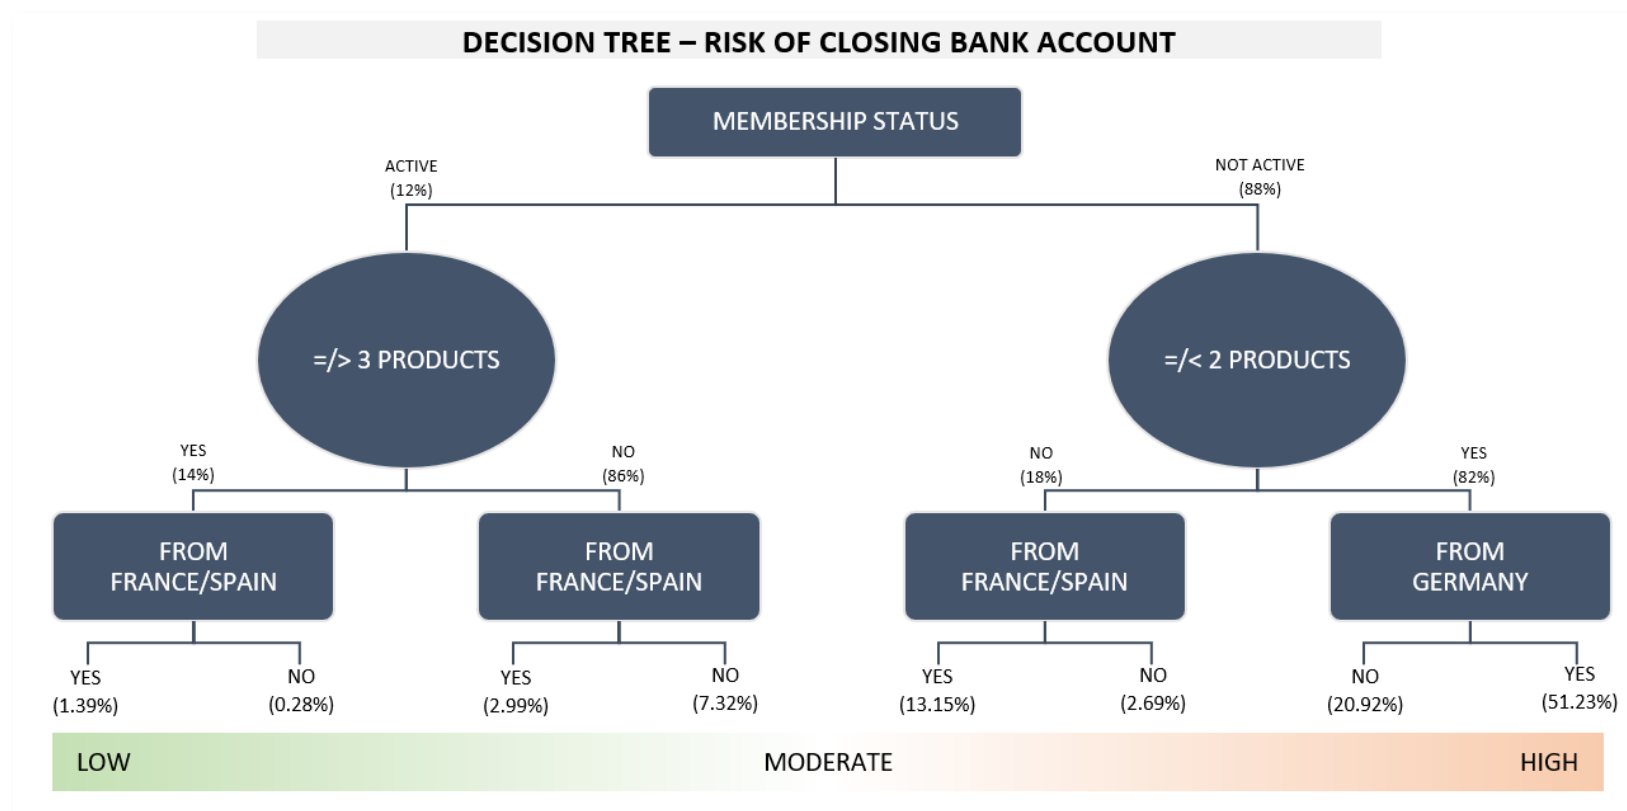 DECISION TREE – RISK OF CLOSING BANK ACCOUNT
MEMBERSHIP STATUS
ACTIVE
(12%)
NOT ACTIVE
(88%)
=/> 3 PRODUCTS
=/< 2 PRODUCTS
YES
(14%)
NO
(86%)
NO
(18%)
YES
(82%)
FROM
FRANCE/SPAIN
FROM
FRANCE/SPAIN
FROM
FRANCE/SPAIN
FROM
GERMANY
YES
(1.39%)
NO
(0.28%)
YES
(2.99%)
NO
(7.32%)
YES
(13.15%)
NO
(2.69%)
NO
(20.92%)
YES
(51.23%)
LOW
MODERATE
HIGH